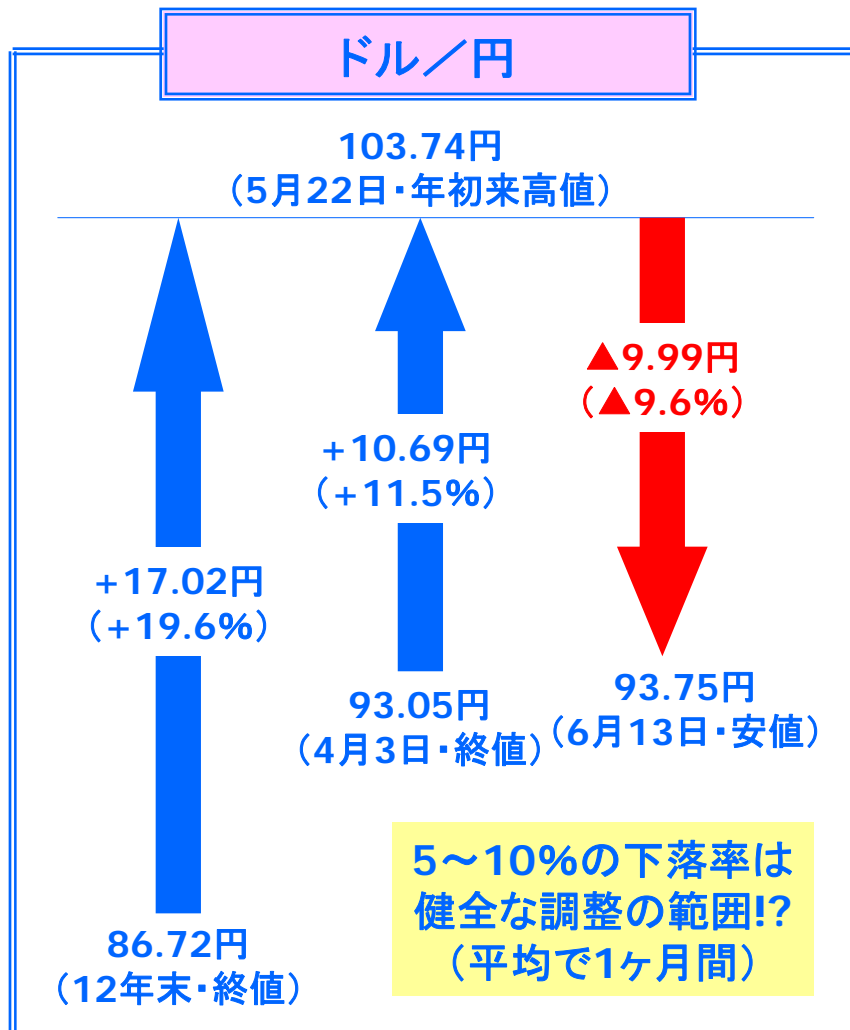 ドル／円
103.74円
（5月22日・年初来高値）
▲9.99円
（▲9.6%）
+10.69円
（+11.5%）
+17.02円
（+19.6%）
93.75円
（6月13日・安値）
93.05円
（4月3日・終値）
5～10%の下落率は
健全な調整の範囲!?
（平均で1ヶ月間）
86.72円
（12年末・終値）